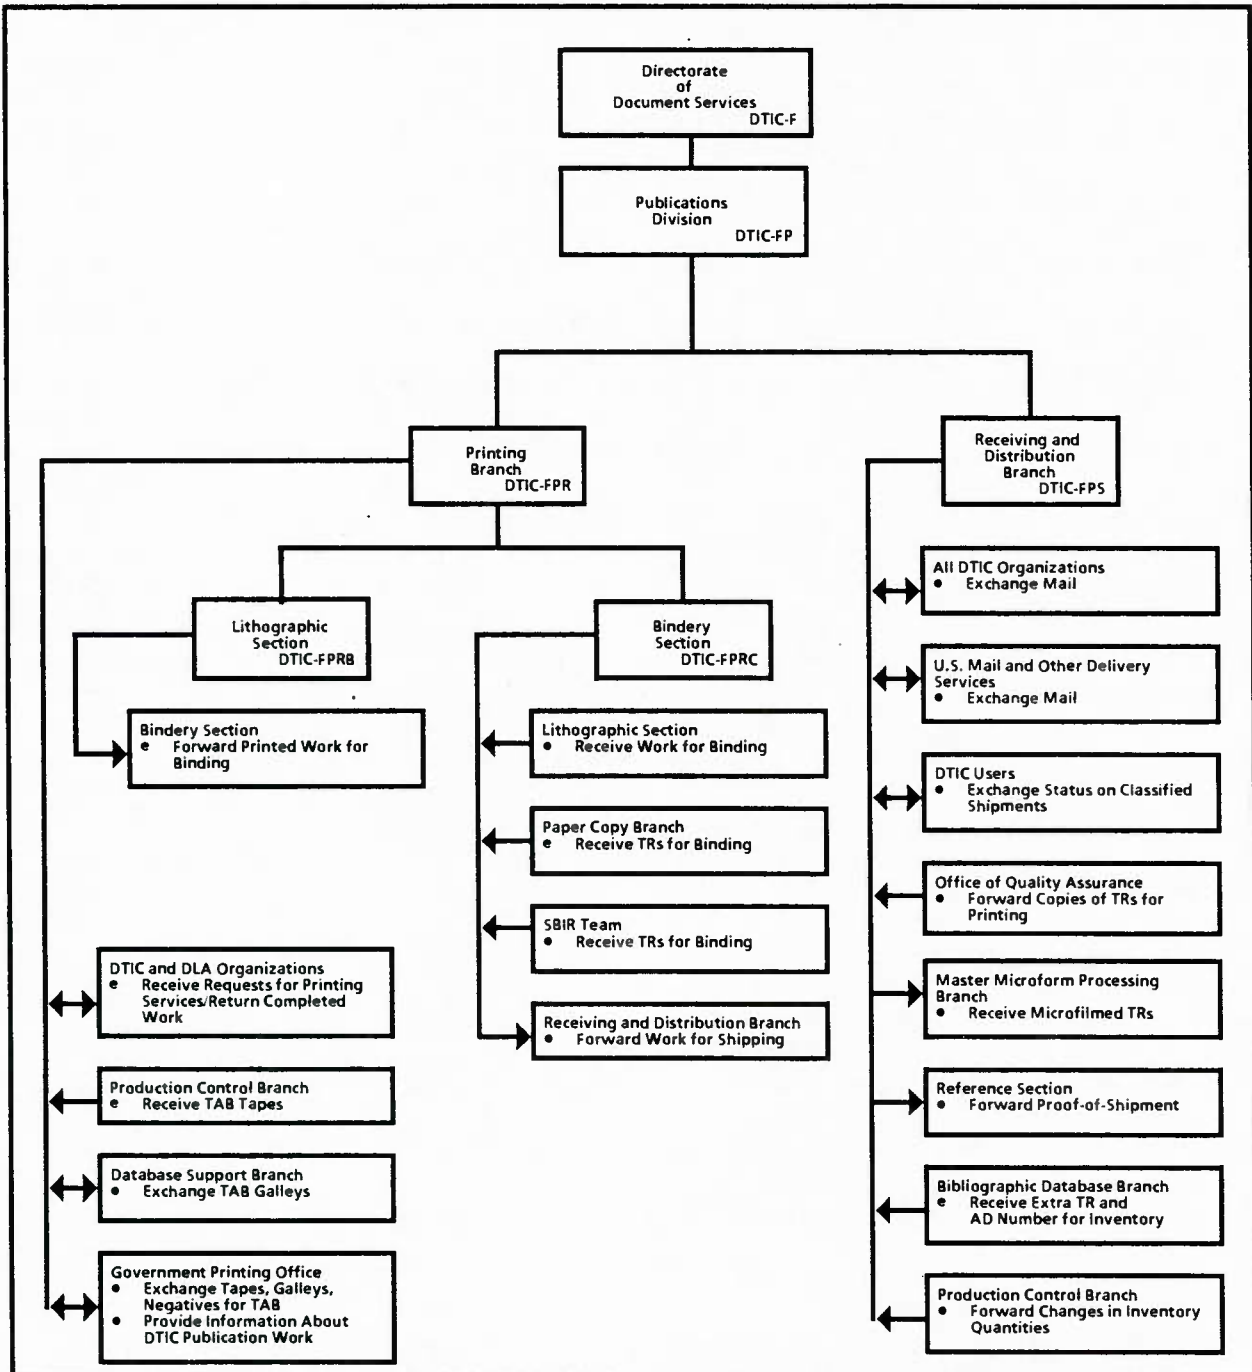 Directorate
of
Document Services
DTIC-F
Publications
Division
DTIC-FP
Printing
Branch
DTIC-FPR
Receiving and
Distribution
Branch
DTIC-FPS
Lithographic
Section
DTIC-FPRB
Bindery
Section
DTIC-FPRC
Bindery Section
e Forward Printed Work for
Binding
DTIC and DLA Organizations
e Receive Requests for Printing
Services/Return Completed
Work
Production Control Branch
e Receive TAB Tapes
Database Support Branch
• Exchange TAB Galleys
Government Printing Office
• Exchange Tapes, Galleys,
Negatives for TAB
• Provide Information About
DTIC Publication Work
Lithographic Section
• Receive Work for Binding
Paper Copy Branch
e Receive TRs for Binding
SBIR Team
• Receive TRs for Binding
Receiving and Distribution Branch
• Forward Work for Shipping
All DTIC Organizations
• Exchange Mail
U.S. Mail and Other Delivery
Services
• Exchange Mail
DTIC Users
• Exchange Status on Classified
Shipments
Office of Quality Assurance
• Forward Copies of TRs for
Printing
Master Microform Processing
Branch
• Receive Microfilmed TRs
Reference Section
• Forward Proof-of-Shipment
Bibliographic Database Branch
e Receive Extra TR and
AD Number for Inventory
Production Control Branch
• Forward Changes in Inventory
Quantities